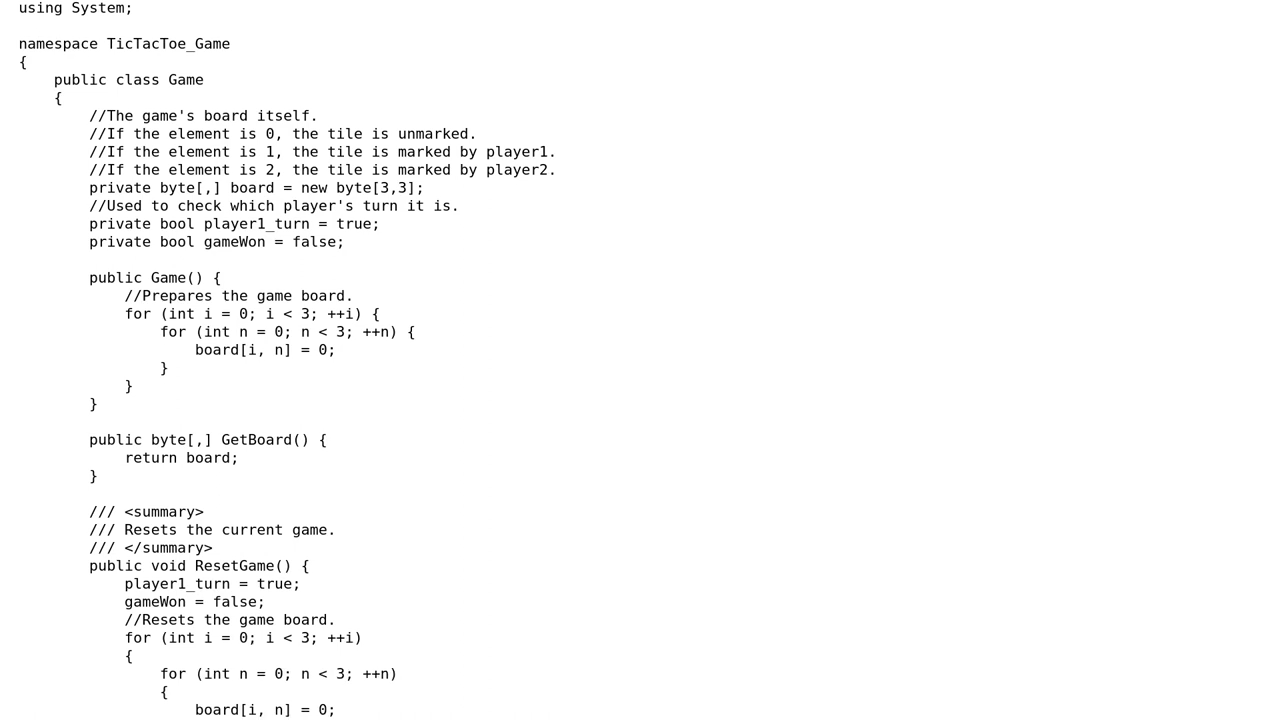 using System;

namespace TicTacToe_Game
{
    public class Game
    {
        //The game's board itself.
        //If the element is 0, the tile is unmarked.
        //If the element is 1, the tile is marked by player1.
        //If the element is 2, the tile is marked by player2.
        private byte[,] board = new byte[3,3];
        //Used to check which player's turn it is.
        private bool player1_turn = true;
        private bool gameWon = false;

        public Game() {
            //Prepares the game board.
            for (int i = 0; i < 3; ++i) {
                for (int n = 0; n < 3; ++n) {
                    board[i, n] = 0;
                }
            }
        }

        public byte[,] GetBoard() {
            return board;
        }

        /// <summary>
        /// Resets the current game.
        /// </summary>
        public void ResetGame() {
            player1_turn = true;
            gameWon = false;
            //Resets the game board.
            for (int i = 0; i < 3; ++i)
            {
                for (int n = 0; n < 3; ++n)
                {
                    board[i, n] = 0;